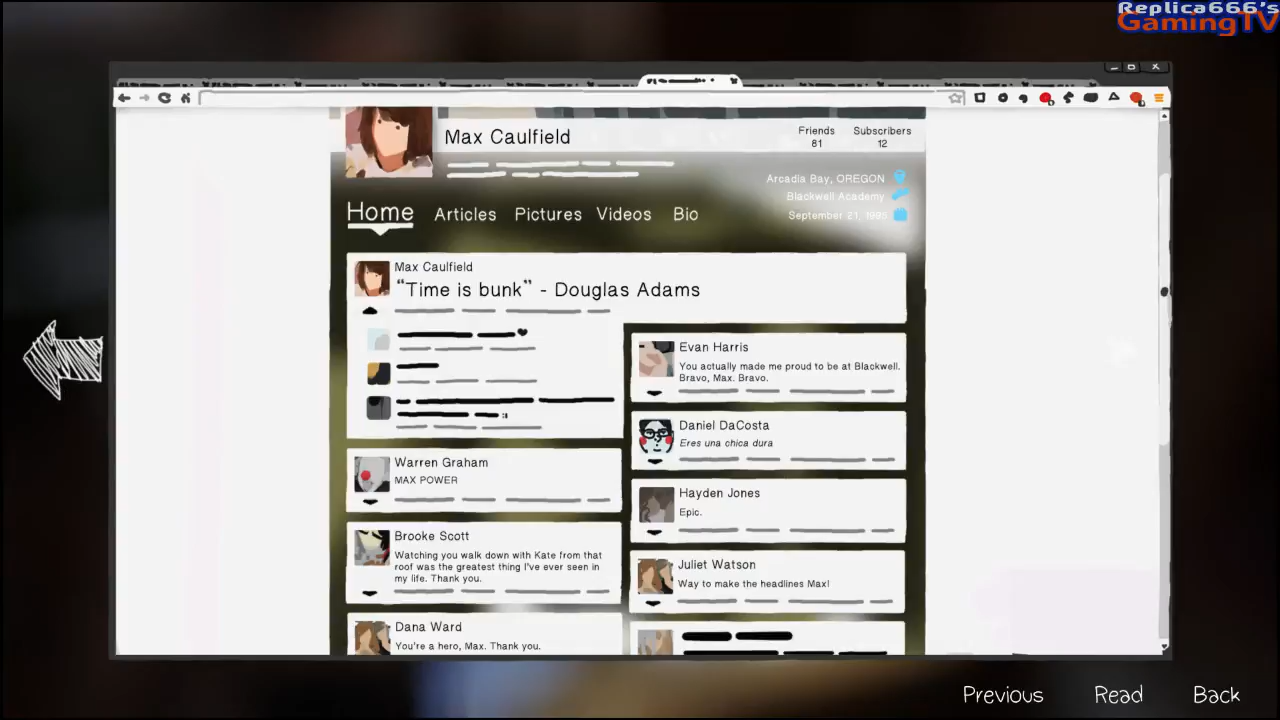 Replica666's
GamingTV
Max Caulfield
Friends
81
Subscribers
12
Arcadia Bay, OREGON
Blackwell Academy
September 21, 1995
Home Articles Pictures Videos Bio
Max Caulfield
“Time is bunk” - Douglas Adams
Warren Graham
MAX POWER
Brooke Scott
Watching you walk down with Kate from that
roof was the greatest thing I've ever seen in
my life. Thank you.
Dana Ward
You're a hero, Max. Thank you.
Evan Harris
You actually made me proud to be at Blackwell.
Bravo, Max. Bravo.
Daniel DaCosta
Eres una chica dura
Hayden Jones
Epic.
Juliet Watson
Way to make the headlines Max!
Previous Read Back